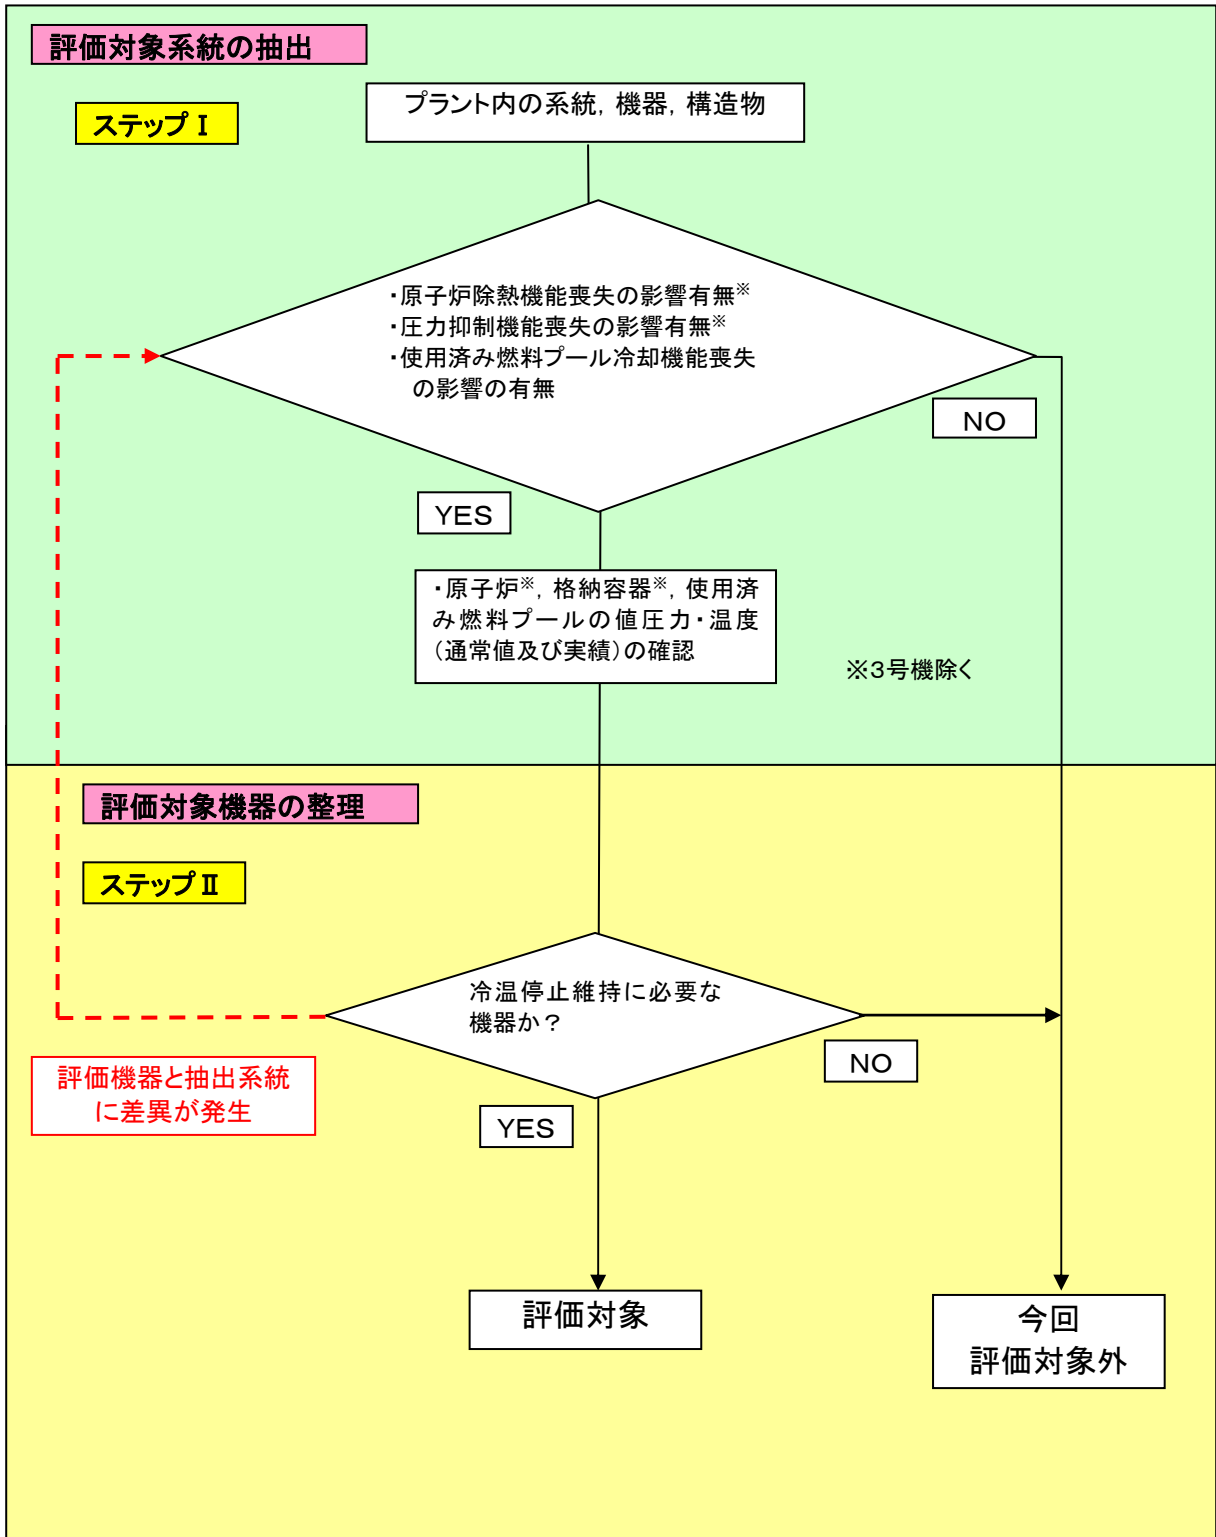 評価対象系統の抽出
ステップⅠ
プラント内の系統, 機器, 構造物
・原子炉除熱機能喪失の影響有無※
・圧力抑制機能喪失の影響有無※
・使用済み燃料プール冷却機能喪失
の影響の有無
NO
YES
・原子炉※, 格納容器※, 使用済
み燃料プールの値圧力・温度
(通常値及び実績)の確認
※3号機除く
評価対象機器の整理
ステップⅡ
冷温停止維持に必要な
機器か？
NO
評価機器と抽出系統
に差異が発生
YES
評価対象
今回
評価対象外